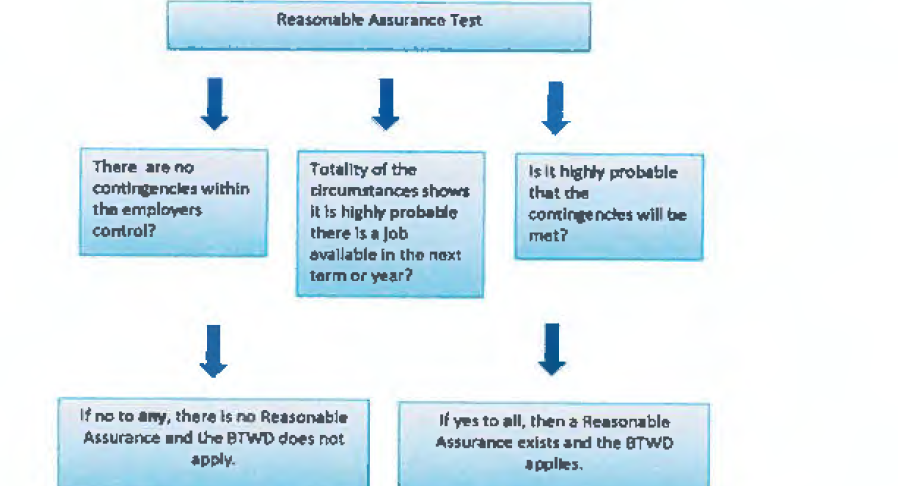 Reasonable Assurance Test
There are no
contingencies within
the employers
control?
Totality of the
circumstances shows
it is highly probable
there is a job
available in the next
term or year?
Is it highly probable
that the
contingencies will be
met?
If no to any, there is no Reasonable
Assurance and the BTWD does not
apply.
If yes to all, then a Reasonable
Assurance exists and the BTWD
applies.